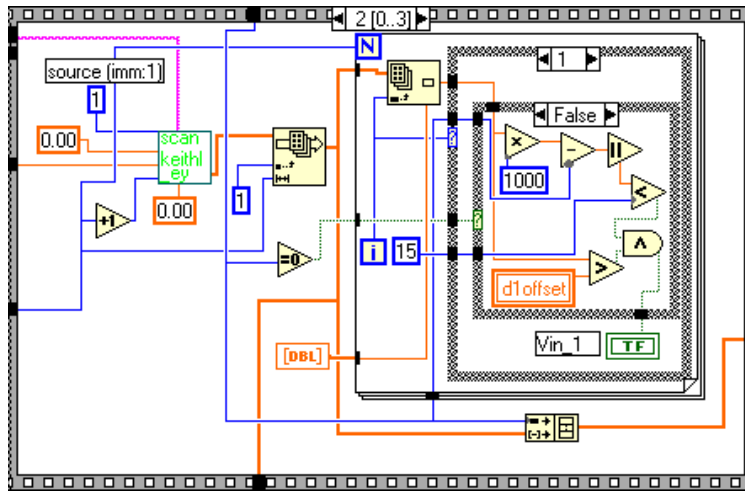 2 [0..3]
N
source (imm:1)
1
1
False
0.00
scan
keithl
ey
×
-
||
1000
<
0.00
1
+1
=0
i
15
∧
>
d1offset
[DBL]
Vin_1
TF